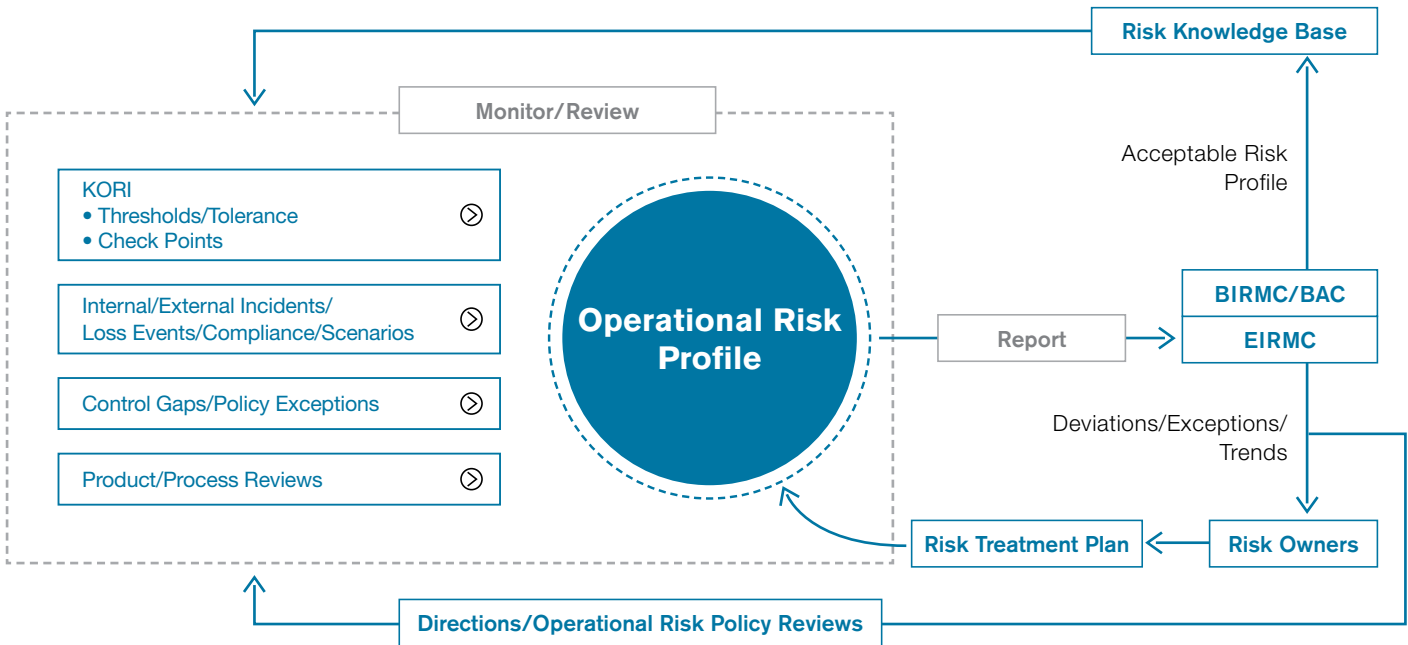 Risk Knowledge Base
Monitor/Review
Acceptable Risk
Profile
KORI
• Thresholds/Tolerance
• Check Points
Internal/External Incidents/
Loss Events/Compliance/Scenarios
Control Gaps/Policy Exceptions
Product/Process Reviews
Operational Risk
Profile
Report
BIRMC/BAC
EIRMC
Deviations/Exceptions/
Trends
Risk Treatment Plan
Risk Owners
Directions/Operational Risk Policy Reviews